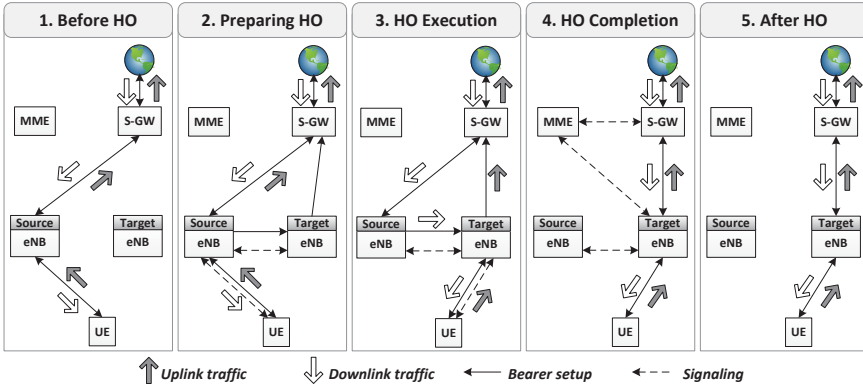 1. Before HO
2. Preparing HO
3. HO Execution
4. HO Completion
5. After HO
MME
S-GW
Source
eNB
Target
eNB
UE
MME
S-GW
Source
eNB
Target
eNB
UE
MME
S-GW
Source
eNB
Target
eNB
UE
MME
S-GW
Source
eNB
Target
eNB
UE
MME
S-GW
Source
eNB
Target
eNB
UE
Uplink traffic
Downlink traffic
Bearer setup
Signaling